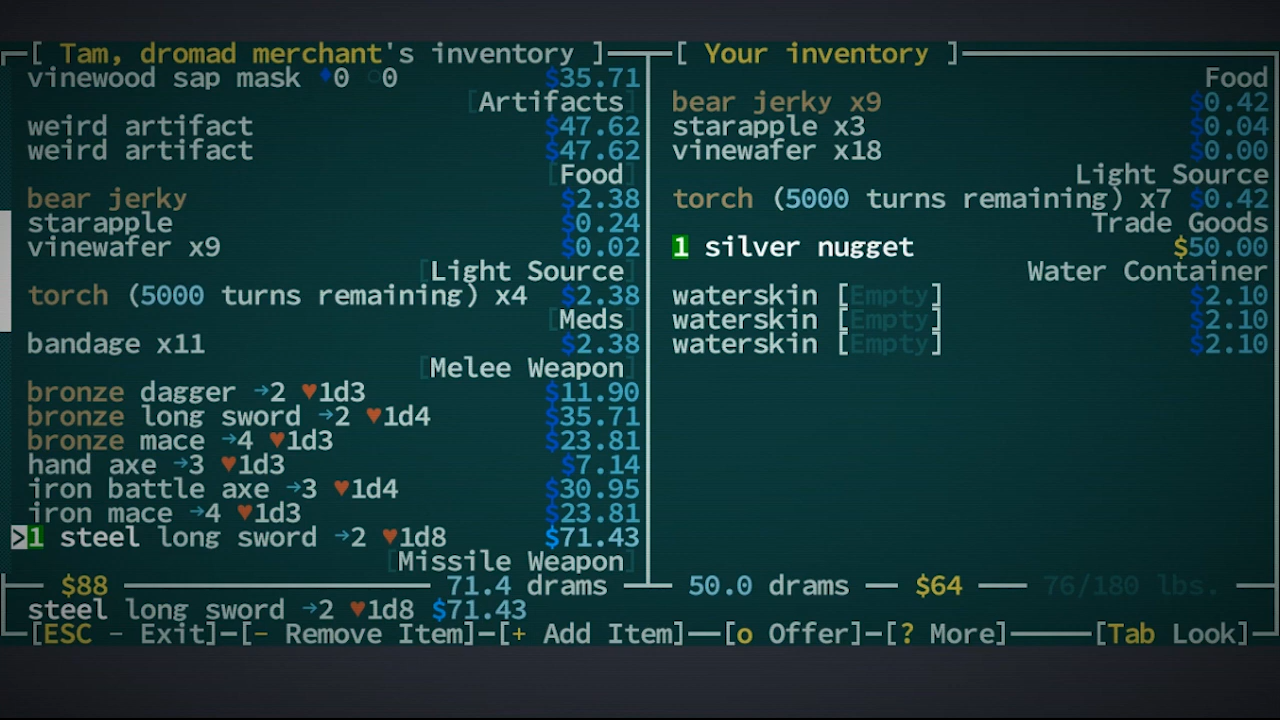 [ Tam, dromad merchant's inventory ]
vinewood sap mask ♦0 ○0 $35.71
[Artifacts]
weird artifact $47.62
weird artifact $47.62
[Food]
bear jerky $2.38
starapple $0.24
vinewafer x9 $0.02
[Light Source]
torch (5000 turns remaining) x4 $2.38
[Meds]
bandage x11 $2.38
[Melee Weapon]
bronze dagger →2 ♥1d3 $11.90
bronze long sword →2 ♥1d4 $35.71
bronze mace →4 ♥1d3 $23.81
hand axe →3 ♥1d3 $7.14
iron battle axe →3 ♥1d4 $30.95
iron mace →4 ♥1d3 $23.81
>1 steel long sword →2 ♥1d8 $71.43
[Missile Weapon]
[ Your inventory ]
Food
bear jerky x9 $0.42
starapple x3 $0.04
vinewafer x18 $0.00
Light Source
torch (5000 turns remaining) x7 $0.42
Trade Goods
1 silver nugget $50.00
Water Container
waterskin [Empty] $2.10
waterskin [Empty] $2.10
waterskin [Empty] $2.10
$88 71.4 drams 50.0 drams $64 76/180 lbs.
steel long sword →2 ♥1d8 $71.43
[ESC - Exit]-[- Remove Item]-[+ Add Item] [o Offer]-[? More] [Tab Look]